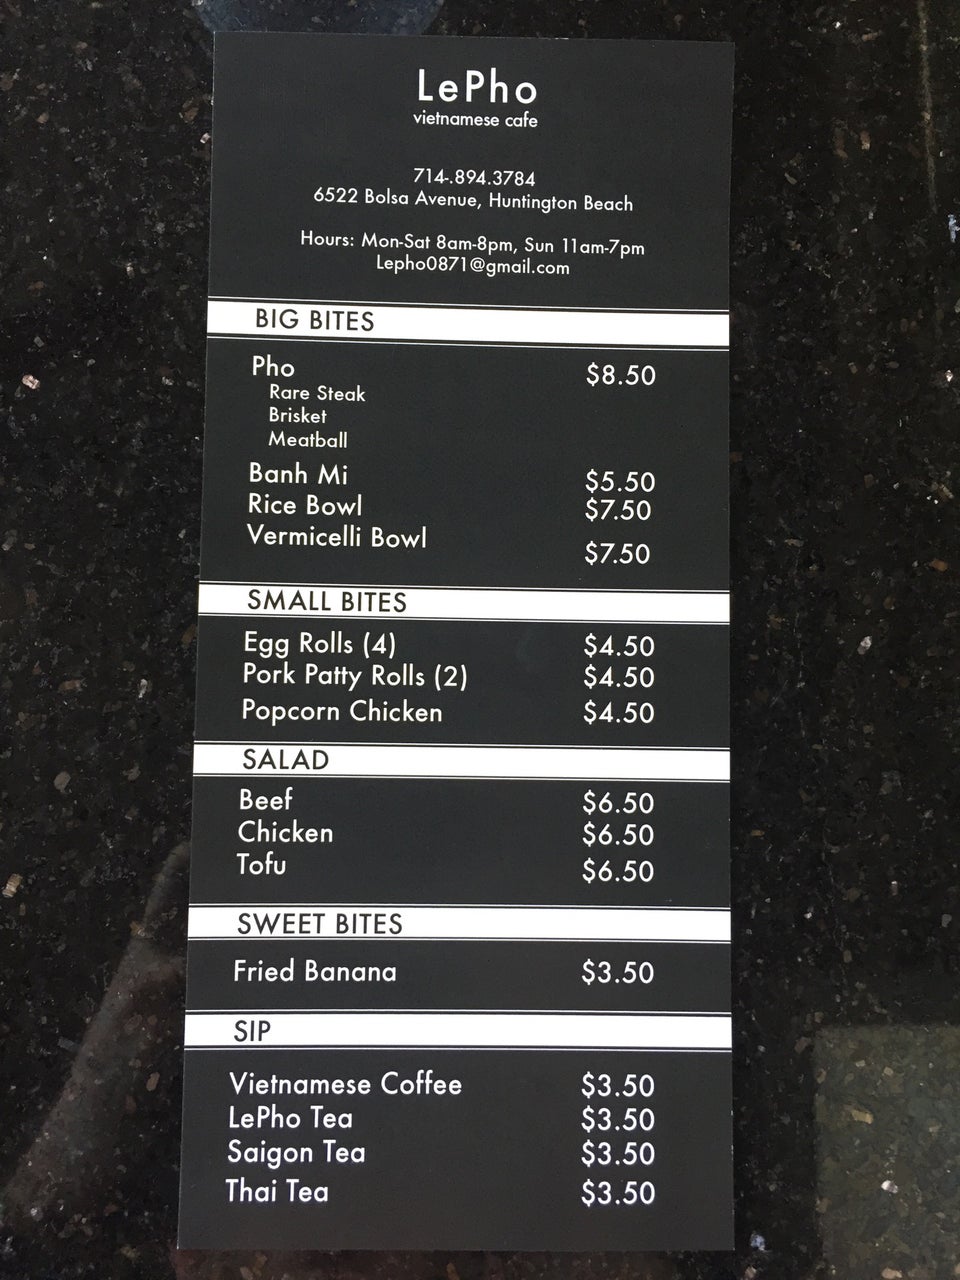 LePho
vietnamese cafe
714-.894.3784
6522 Bolsa Avenue, Huntington Beach
Hours: Mon-Sat 8am-8pm, Sun 11am-7pm
Lepho0871@gmail.com
BIG BITES
Pho $8.50
Rare Steak
Brisket
Meatball
Banh Mi $5.50
Rice Bowl $7.50
Vermicelli Bowl $7.50
SMALL BITES
Egg Rolls (4) $4.50
Pork Patty Rolls (2) $4.50
Popcorn Chicken $4.50
SALAD
Beef $6.50
Chicken $6.50
Tofu $6.50
SWEET BITES
Fried Banana $3.50
SIP
Vietnamese Coffee $3.50
LePho Tea $3.50
Saigon Tea $3.50
Thai Tea $3.50